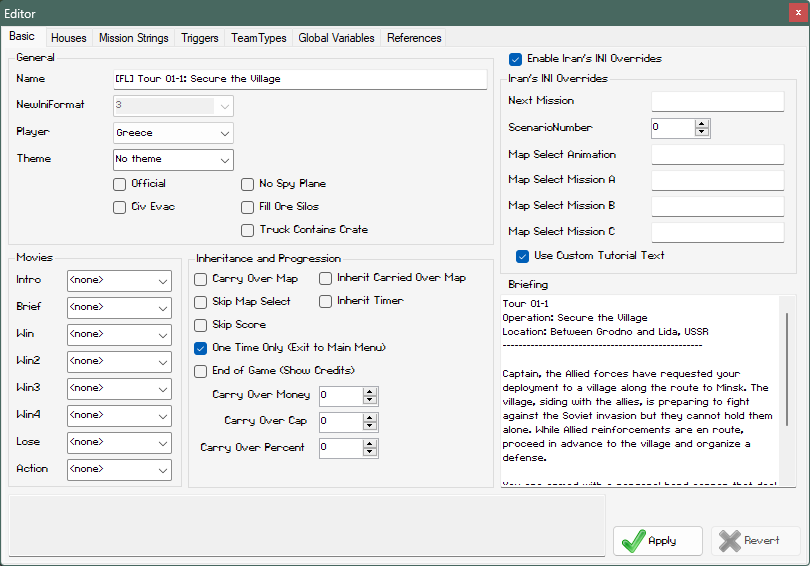 Editor
Basic Houses Mission Strings Triggers TeamTypes Global Variables References
General
Name [FL] Tour 01-1: Secure the Village
NewIniFormat 3
Player Greece
Theme No theme
Official No Spy Plane
Civ Evac Fill Ore Silos
Truck Contains Crate
Movies
Intro <none>
Brief <none>
Win <none>
Win2 <none>
Win3 <none>
Win4 <none>
Lose <none>
Action <none>
Inheritance and Progression
Carry Over Map Inherit Carried Over Map
Skip Map Select Inherit Timer
Skip Score
One Time Only (Exit to Main Menu)
End of Game (Show Credits)
Carry Over Money 0
Carry Over Cap 0
Carry Over Percent 0
Enable Iran's INI Overrides
Iran's INI Overrides
Next Mission
ScenarioNumber 0
Map Select Animation
Map Select Mission A
Map Select Mission B
Map Select Mission C
Use Custom Tutorial Text
Briefing
Tour 01-1
Operation: Secure the Village
Location: Between Grodno and Lida, USSR
------------------------------------------------
Captain, the Allied forces have requested your
deployment to a village along the route to Minsk. The
village, siding with the allies, is preparing to fight
against the Soviet invasion but they cannot hold them
alone. While Allied reinforcements are en route,
proceed in advance to the village and organize a
defense.
You are armed with a personal hand cannon that deal
Apply Revert